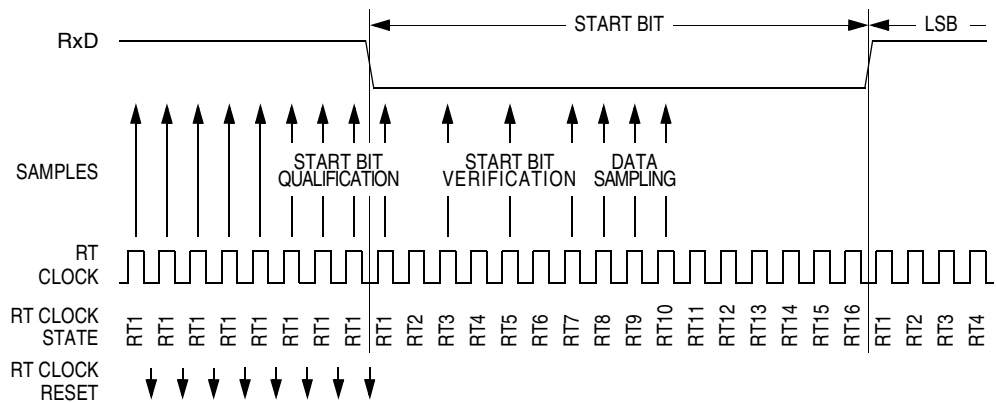 START BIT
LSB
RxD
SAMPLES
START BIT
QUALIFICATION
START BIT
VERIFICATION
DATA
SAMPLING
RT
CLOCK
RT CLOCK
STATE
RT1 RT1 RT1 RT1 RT1 RT1 RT1 RT1 RT1 RT2 RT3 RT4 RT5 RT6 RT7 RT8 RT9 RT10 RT11 RT12 RT13 RT14 RT15 RT16 RT1 RT2 RT3 RT4
RT CLOCK
RESET